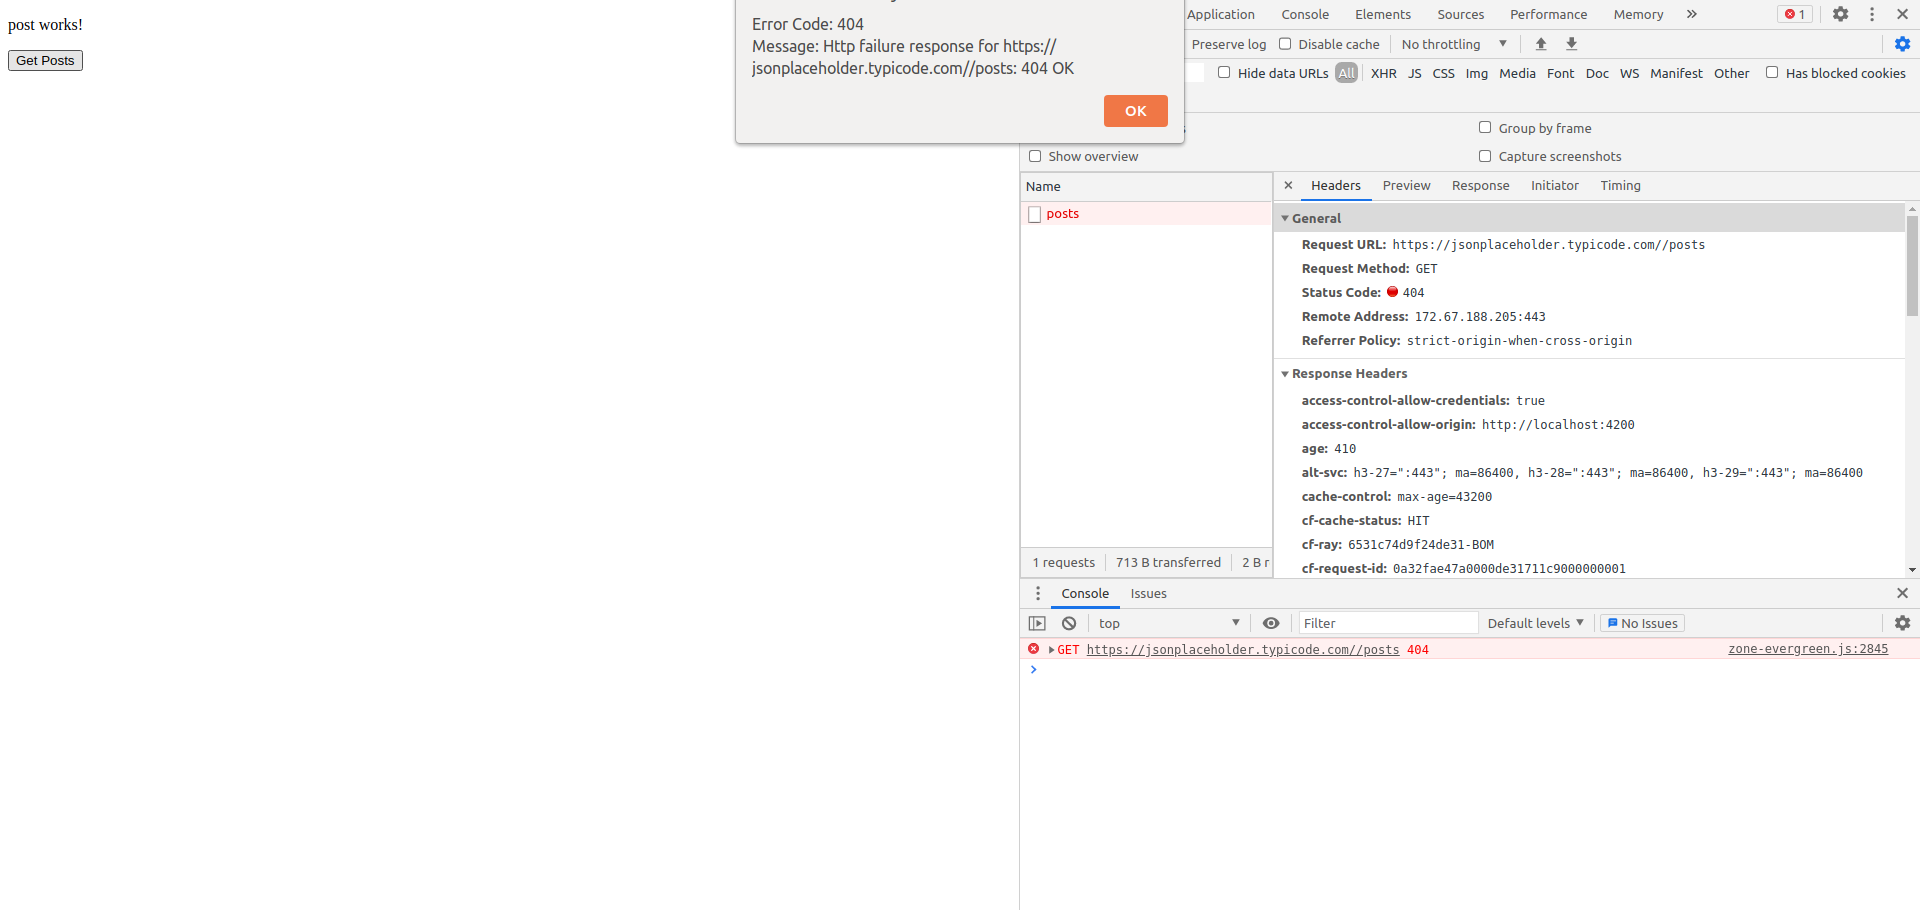 post works!
Get Posts
Error Code: 404
Message: Http failure response for https://
jsonplaceholder.typicode.com//posts: 404 OK
OK
Application Console Elements Sources Performance Memory 1
Preserve log Disable cache No throttling
Hide data URLs All XHR JS CSS Img Media Font Doc WS Manifest Other Has blocked cookies
Group by frame
Show overview Capture screenshots
Name
posts
1 requests 713 B transferred 2 B r
Headers Preview Response Initiator Timing
General
Request URL: https://jsonplaceholder.typicode.com//posts
Request Method: GET
Status Code: 404
Remote Address: 172.67.188.205:443
Referrer Policy: strict-origin-when-cross-origin
Response Headers
access-control-allow-credentials: true
access-control-allow-origin: http://localhost:4200
age: 410
alt-svc: h3-27=":443"; ma=86400, h3-28=":443"; ma=86400, h3-29=":443"; ma=86400
cache-control: max-age=43200
cf-cache-status: HIT
cf-ray: 6531c74d9f24de31-BOM
cf-request-id: 0a32fae47a0000de31711c9000000001
Console Issues
top Filter Default levels No Issues
GET https://jsonplaceholder.typicode.com//posts 404 zone-evergreen.js:2845